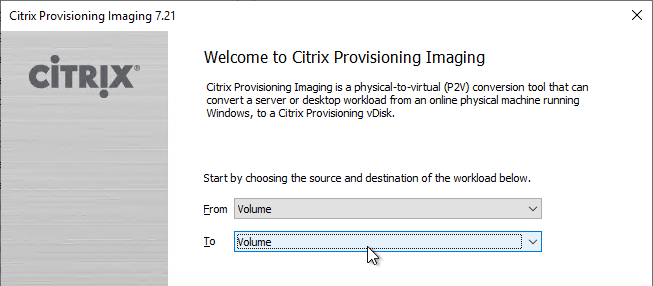 Citrix Provisioning Imaging 7.21
CİTRİX®
Welcome to Citrix Provisioning Imaging
Citrix Provisioning Imaging is a physical-to-virtual (P2V) conversion tool that can
convert a server or desktop workload from an online physical machine running
Windows, to a Citrix Provisioning vDisk.
Start by choosing the source and destination of the workload below.
From Volume
To Volume